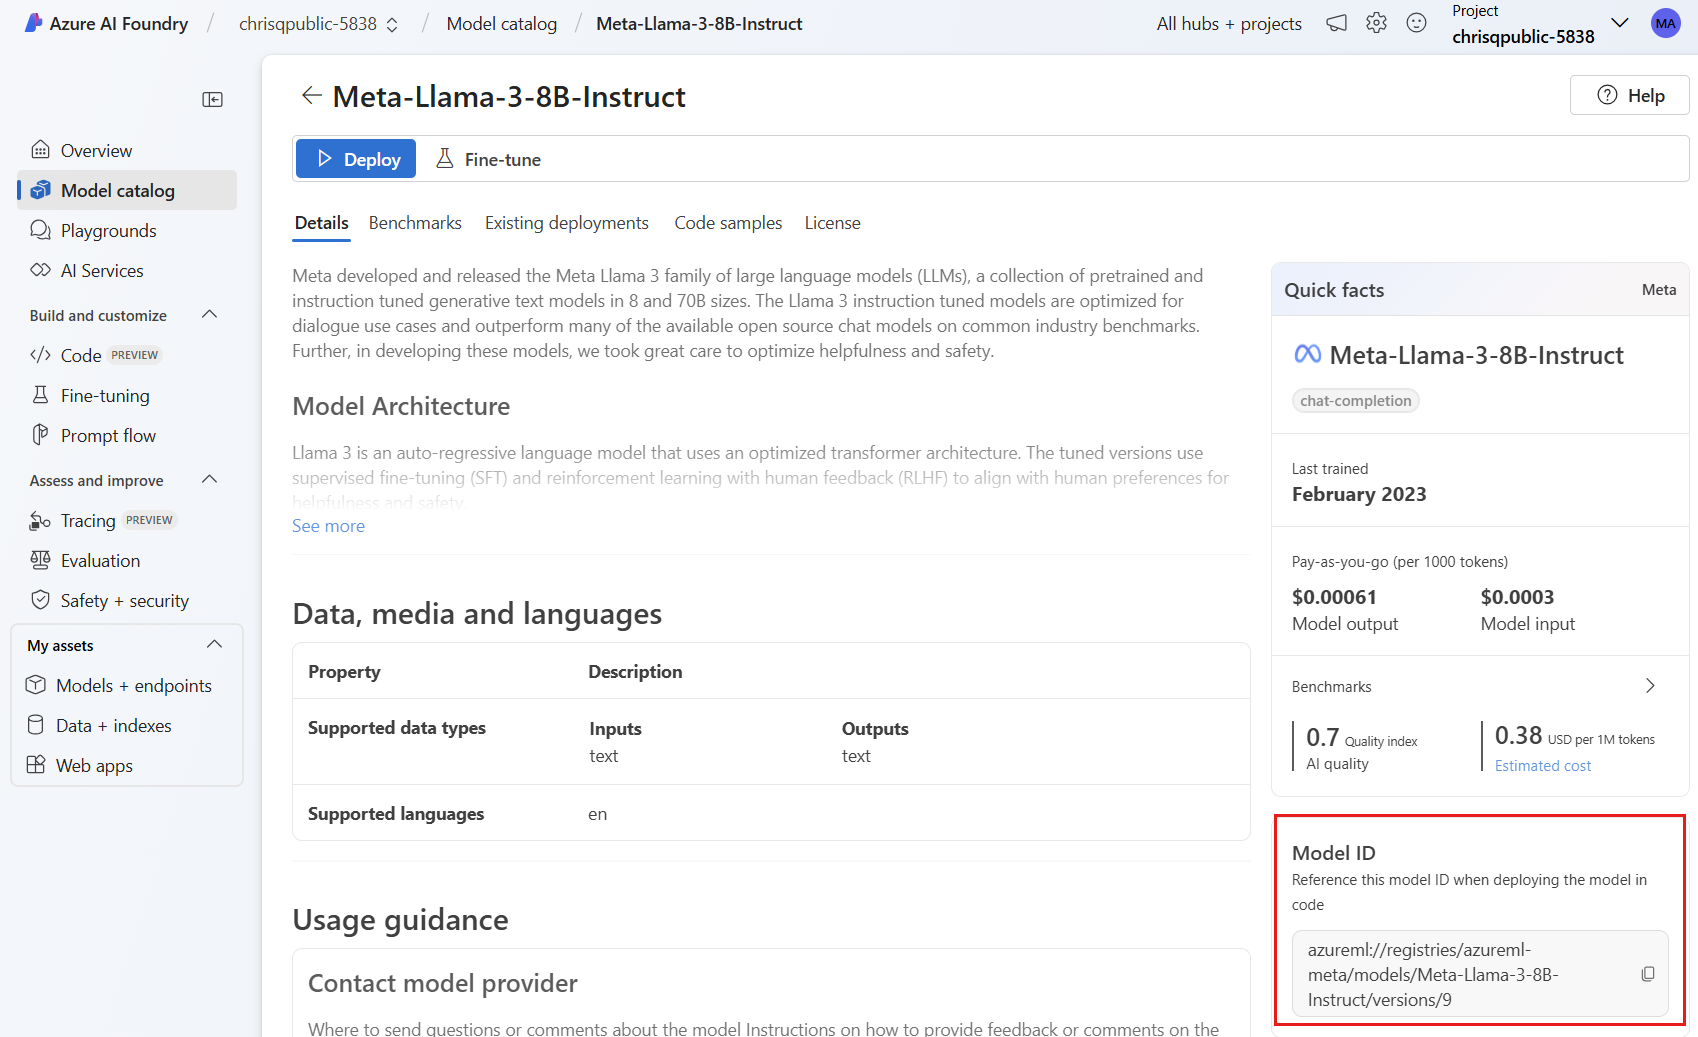 Azure AI Foundry / chrisqpublic-5838 / Model catalog / Meta-Llama-3-8B-Instruct
All hubs + projects
Project
chrisqpublic-5838
MA
Overview
Model catalog
Playgrounds
AI Services
Build and customize
Code PREVIEW
Fine-tuning
Prompt flow
Assess and improve
Tracing PREVIEW
Evaluation
Safety + security
My assets
Models + endpoints
Data + indexes
Web apps
Meta-Llama-3-8B-Instruct
Help
Deploy
Fine-tune
Details
Benchmarks
Existing deployments
Code samples
License
Meta developed and released the Meta Llama 3 family of large language models (LLMs), a collection of pretrained and
instruction tuned generative text models in 8 and 70B sizes. The Llama 3 instruction tuned models are optimized for
dialogue use cases and outperform many of the available open source chat models on common industry benchmarks.
Further, in developing these models, we took great care to optimize helpfulness and safety.
Model Architecture
Llama 3 is an auto-regressive language model that uses an optimized transformer architecture. The tuned versions use
supervised fine-tuning (SFT) and reinforcement learning with human feedback (RLHF) to align with human preferences for
helpfulness and safety.
See more
Data, media and languages
Property Description
Supported data types Inputs Outputs
text text
Supported languages en
Usage guidance
Contact model provider
Where to send questions or comments about the model Instructions on how to provide feedback or comments on the
Quick facts Meta
Meta-Llama-3-8B-Instruct
chat-completion
Last trained
February 2023
Pay-as-you-go (per 1000 tokens)
$0.00061 $0.0003
Model output Model input
Benchmarks
0.7 Quality index 0.38 USD per 1M tokens
AI quality Estimated cost
Model ID
Reference this model ID when deploying the model in
code
azureml://registries/azureml-
meta/models/Meta-Llama-3-8B-
Instruct/versions/9